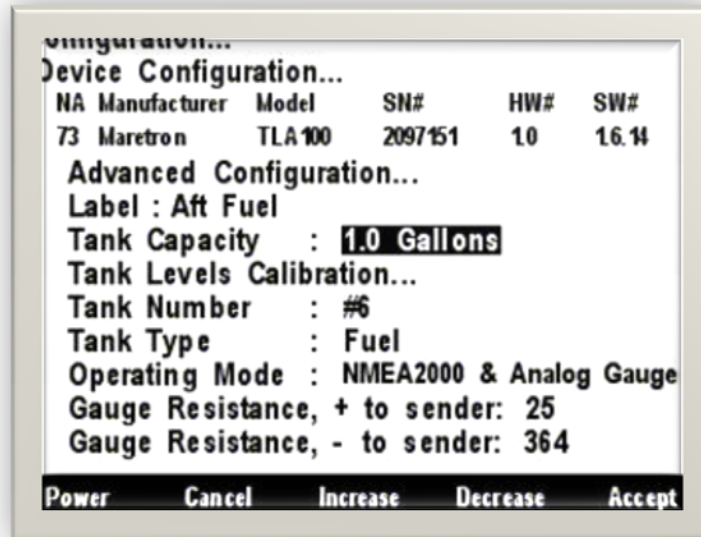 Device Configuration...
NA Manufacturer Model SN# HW# SW#
73 Maretron TLA100 2097151 1.0 1.6.14
Advanced Configuration...
Label : Aft Fuel
Tank Capacity : 1.0 Gallons
Tank Levels Calibration...
Tank Number : #6
Tank Type : Fuel
Operating Mode : NMEA2000 & Analog Gauge
Gauge Resistance, + to sender: 25
Gauge Resistance, - to sender: 364
Power Cancel Increase Decrease Accept